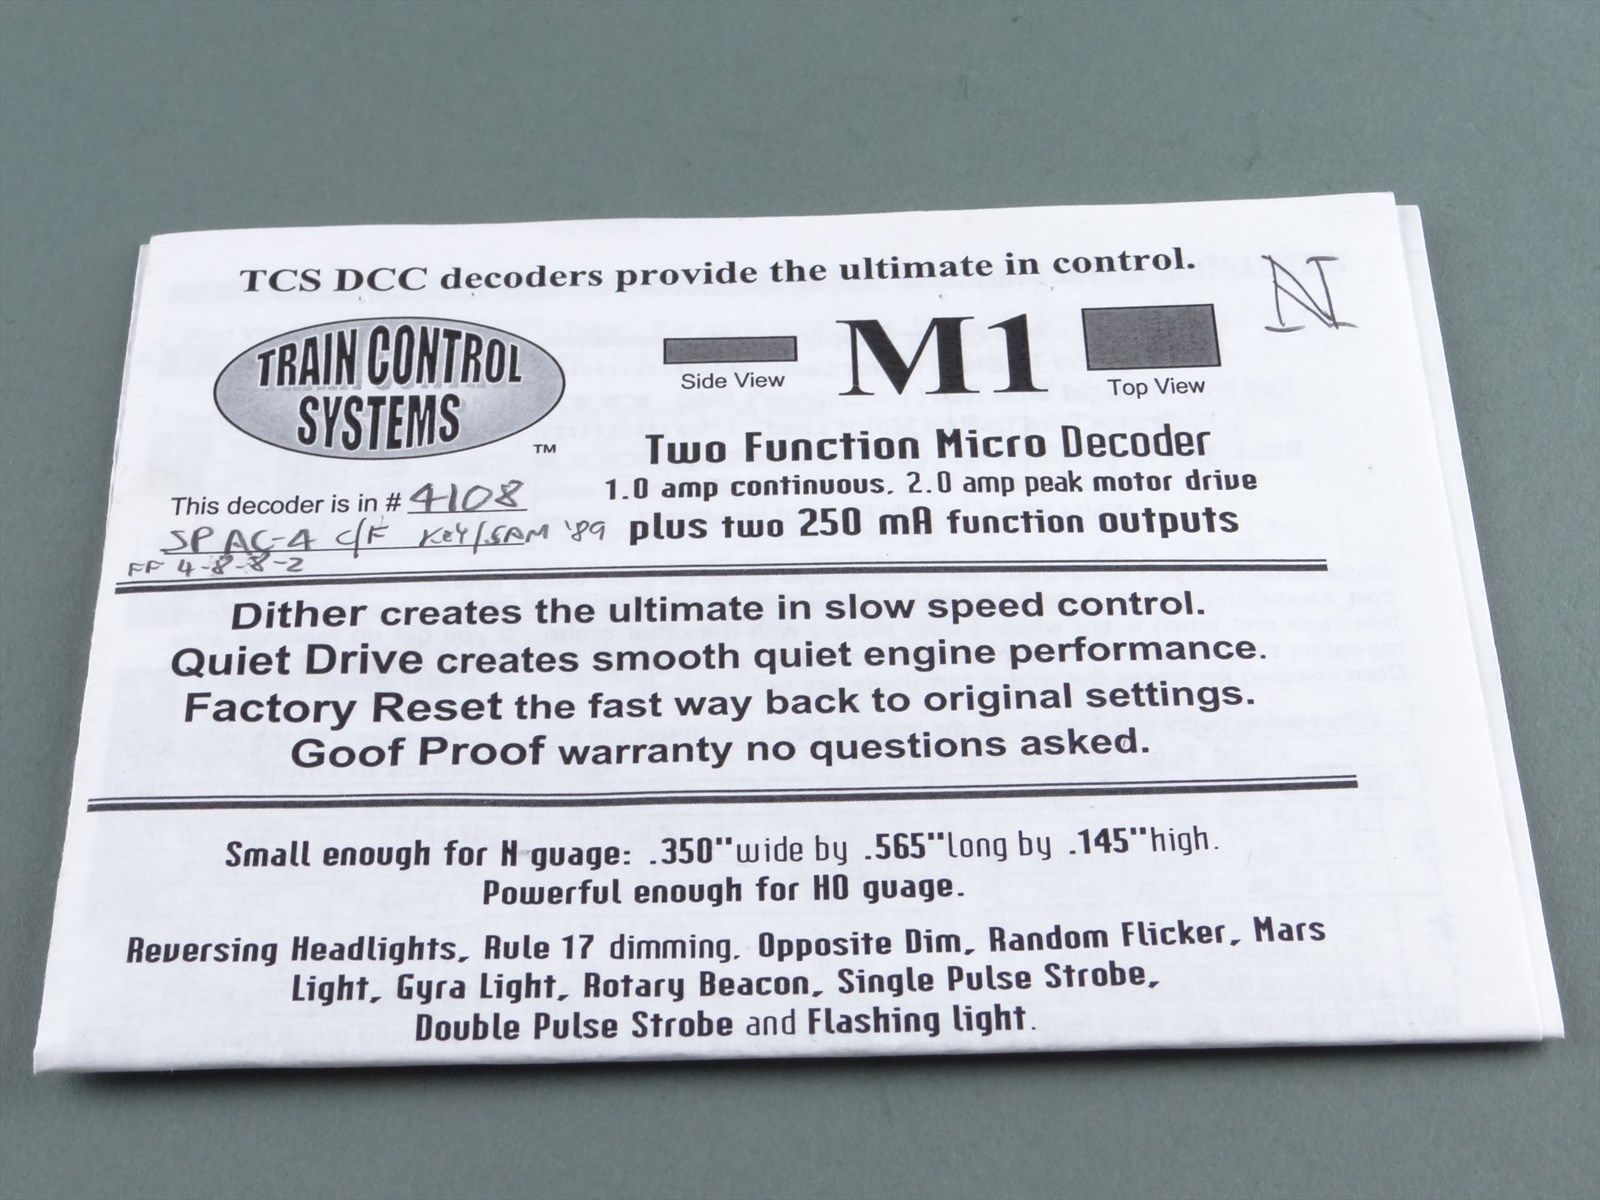 TCS DCC decoders provide the ultimate in control.
N
TRAIN CONTROL
SYSTEMS
TM
Side View
M1
Top View
Two Function Micro Decoder
1.0 amp continuous, 2.0 amp peak motor drive
plus two 250 mA function outputs
This decoder is in # 4108
SP AC-4 C/F KEY/SAM '89
FF 4-8-8-2
Dither creates the ultimate in slow speed control.
Quiet Drive creates smooth quiet engine performance.
Factory Reset the fast way back to original settings.
Goof Proof warranty no questions asked.
Small enough for N guage: .350"wide by .565"long by .145"high.
Powerful enough for HO guage.
Reversing Headlights, Rule 17 dimming, Opposite Dim, Random Flicker, Mars
Light, Gyra Light, Rotary Beacon, Single Pulse Strobe,
Double Pulse Strobe and Flashing light.